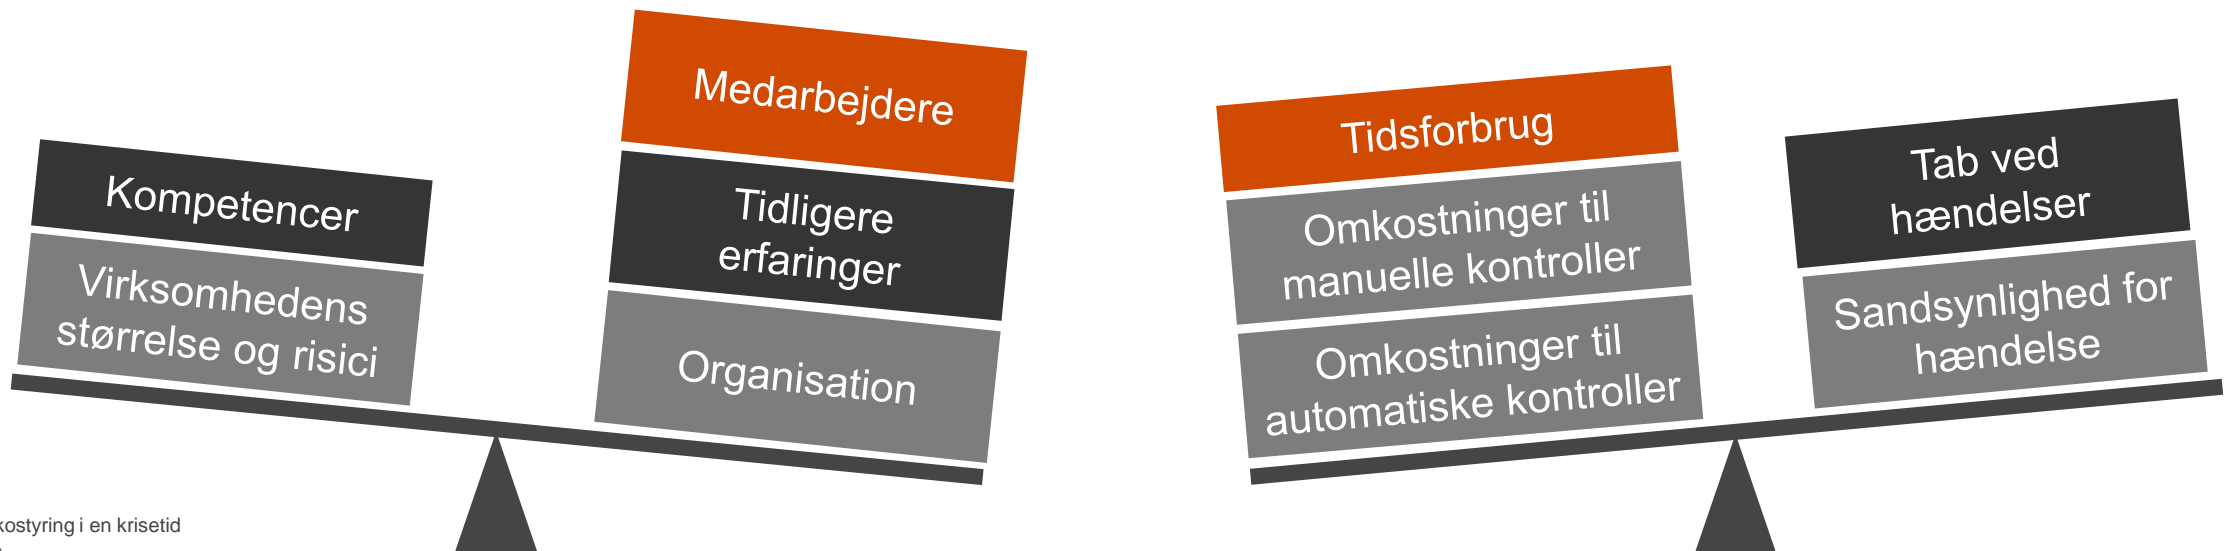 Kompetencer
Virksomhedens
størrelse og risici
Medarbejdere
Tidligere
erfaringer
Organisation
Tidsforbrug
Omkostninger til
manuelle kontroller
Omkostninger til
automatiske kontroller
Tab ved
hændelser
Sandsynlighed for
hændelse
kostyring i en krisetid